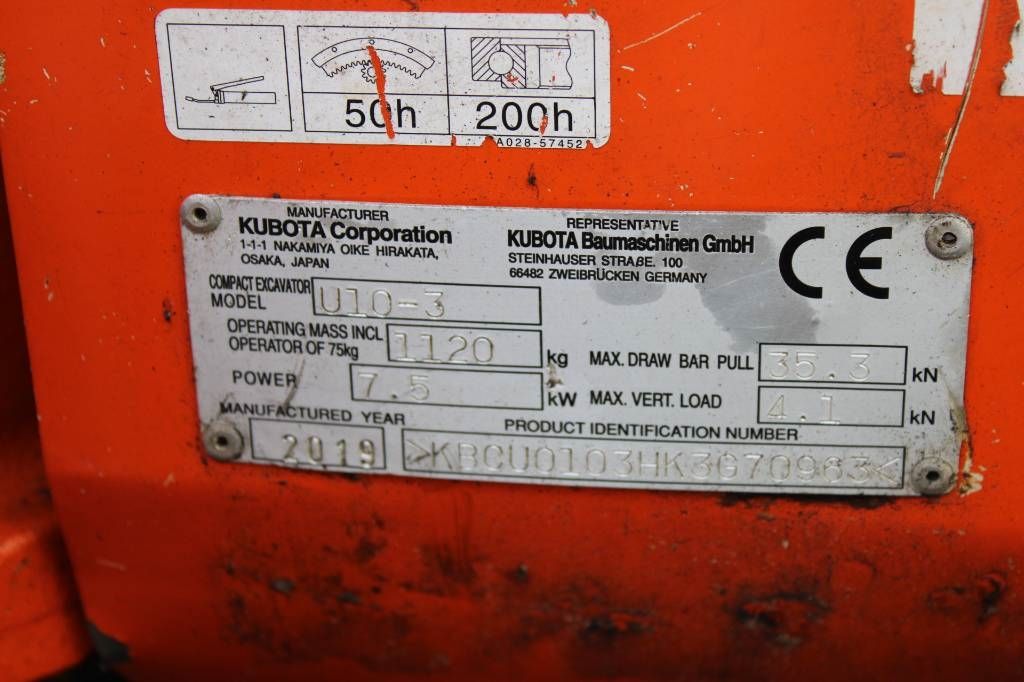 50h 200h
A028-57452
MANUFACTURER
KUBOTA Corporation
1-1-1 NAKAMIYA OIKE HIRAKATA,
OSAKA, JAPAN
REPRESENTATIVE
KUBOTA Baumaschinen GmbH
STEINHAUSER STRAßE. 100
66482 ZWEIBRÜCKEN GERMANY
CE
COMPACT EXCAVATOR
MODEL U10-3
OPERATING MASS INCL
OPERATOR OF 75kg 1120 kg
MAX. DRAW BAR PULL 35.3 kN
POWER 7.5 kW
MAX. VERT. LOAD 4.1 kN
MANUFACTURED YEAR
2019
PRODUCT IDENTIFICATION NUMBER
>KBCU0103HK3G70963<